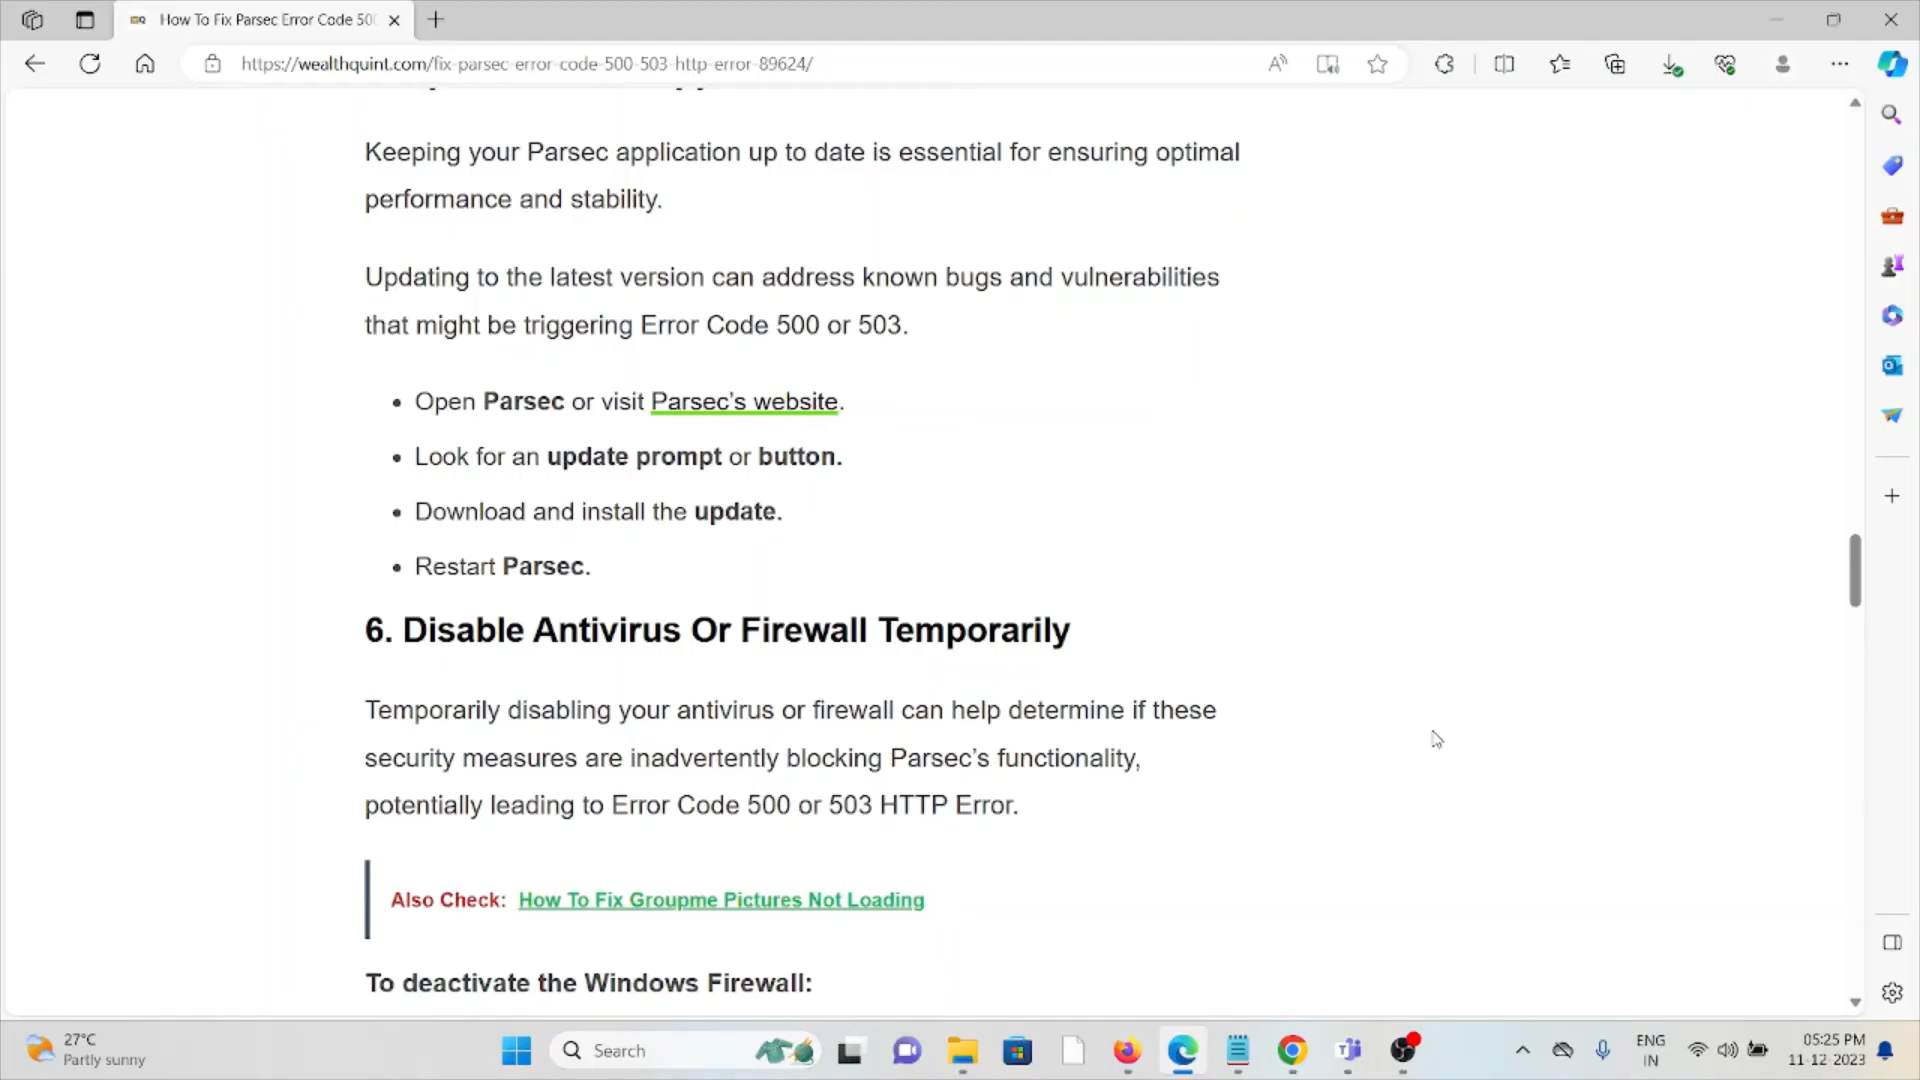 How To Fix Parsec Error Code 50
https://wealthquint.com/fix-parsec-error-code-500-503-http-error-89624/
Keeping your Parsec application up to date is essential for ensuring optimal
performance and stability.
Updating to the latest version can address known bugs and vulnerabilities
that might be triggering Error Code 500 or 503.
• Open Parsec or visit Parsec's website.
• Look for an update prompt or button.
• Download and install the update.
• Restart Parsec.
6. Disable Antivirus Or Firewall Temporarily
Temporarily disabling your antivirus or firewall can help determine if these
security measures are inadvertently blocking Parsec's functionality,
potentially leading to Error Code 500 or 503 HTTP Error.
Also Check: How To Fix Groupme Pictures Not Loading
To deactivate the Windows Firewall:
27°C
Partly sunny
Search
ENG
IN
05:25 PM
11-12-2023